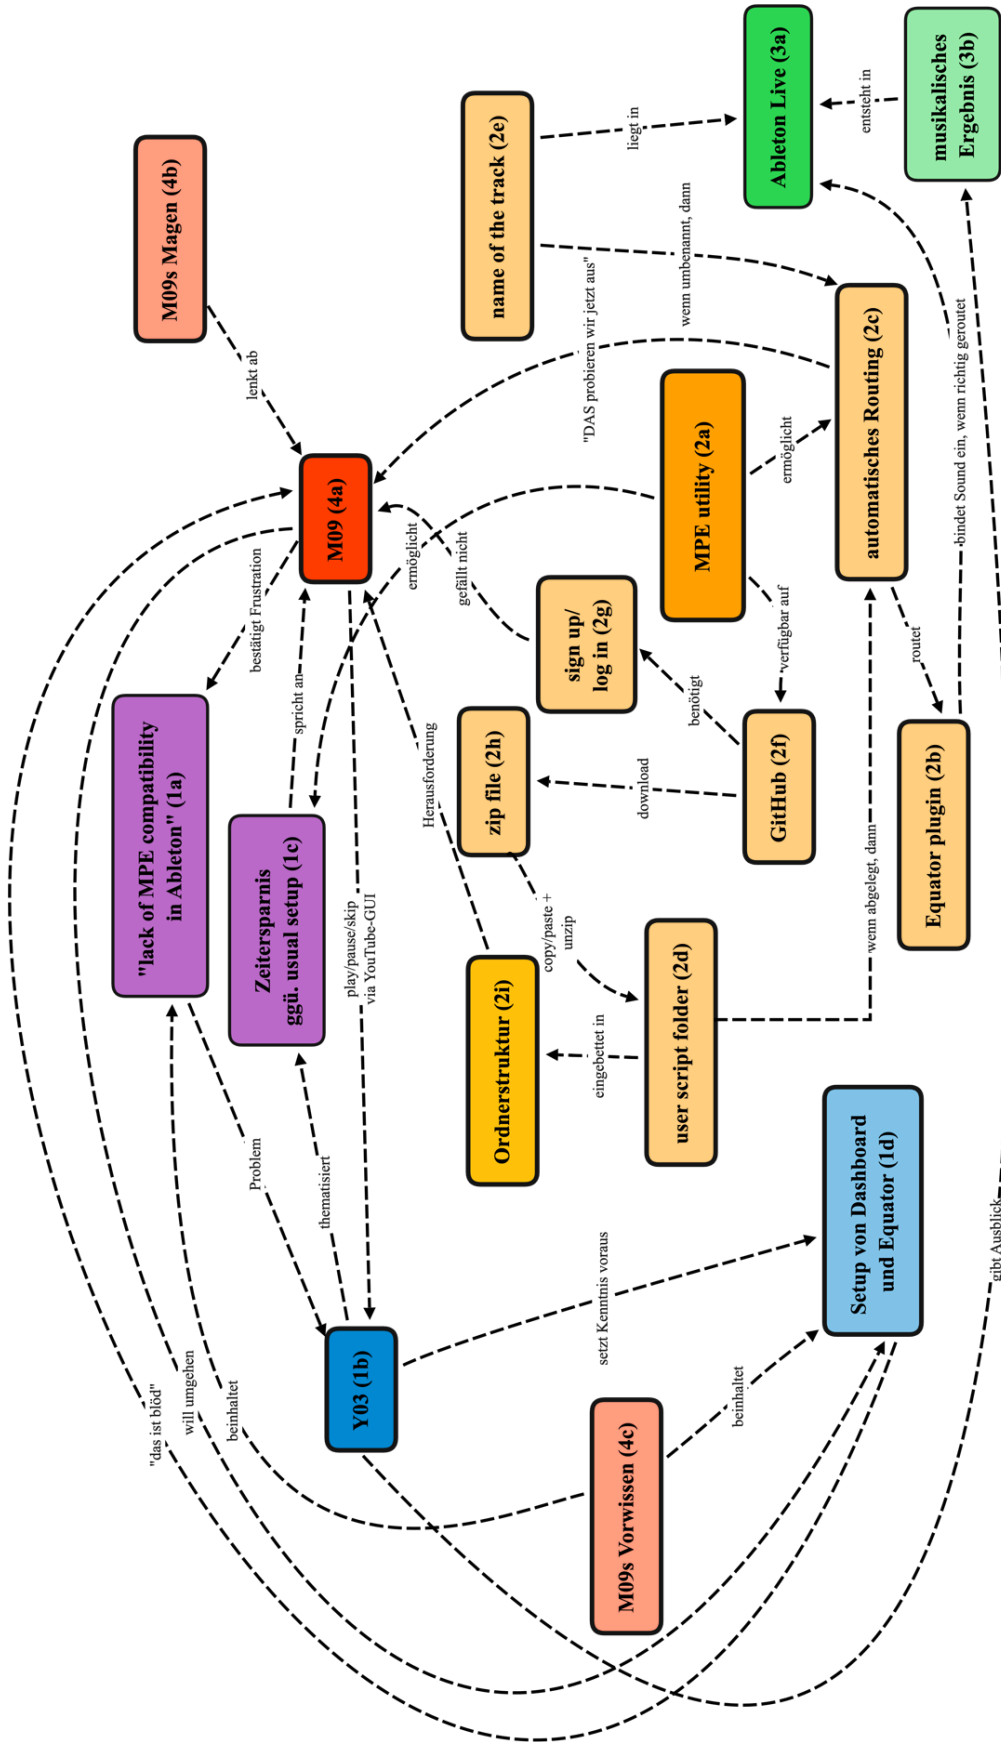 "das ist blöd"
will umgehen
"lack of MPE compatibility
in Ableton" (1a)
M09s Magen (4b)
beinhaltet
Problem
bestätigt Frustration
lenkt ab
Zeitersparnis
ggü. usual setup (1c)
spricht an
thematisiert
M09 (4a)
Y03 (1b)
play/pause/skip
via YouTube-GUI
ermöglicht
Herausforderung
gefällt nicht
Ordnerstruktur (2i)
zip file (2h)
name of the track (2e)
copy/paste +
unzip
sign up/
log in (2g)
"DAS probieren wir jetzt aus"
setzt Kenntnis voraus
eingebettet in
M09s Vorwissen (4c)
download
liegt in
user script folder (2d)
benötigt
wenn umbenannt, dann
MPE utility (2a)
beinhaltet
GitHub (2f)
verfügbar auf
ermöglicht
Ableton Live (3a)
Setup von Dashboard
und Equator (1d)
wenn abgelegt, dann
automatisches Routing (2c)
entsteht in
routet
Equator plugin (2b)
musikalisches
Ergebnis (3b)
bindet Sound ein, wenn richtig geroutet
gibt Ausblick